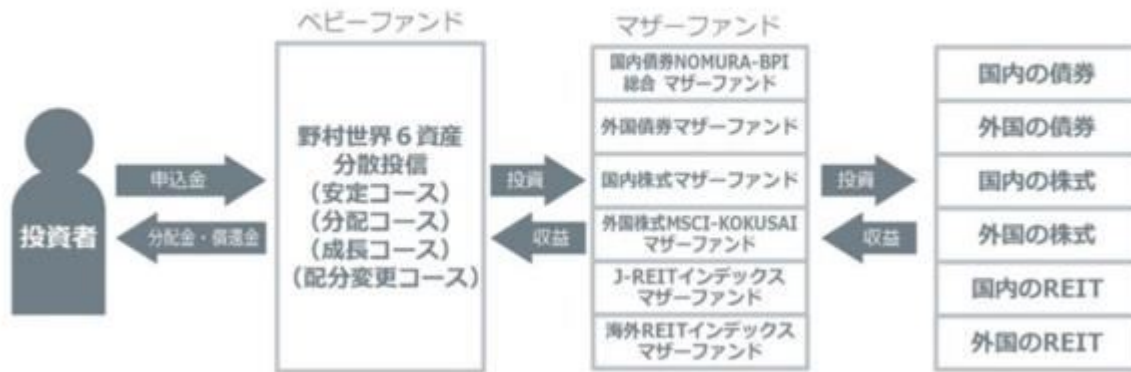 ベビーファンド
マザーファンド
投資者
申込金
分配金・償還金
野村世界６資産
分散投信
（安定コース）
（分配コース）
（成長コース）
（配分変更コース）
投資
収益
国内債券NOMURA-BPI
総合 マザーファンド
外国債券マザーファンド
国内株式マザーファンド
外国株式MSCI-KOKUSAI
マザーファンド
J-REITインデックス
マザーファンド
海外REITインデックス
マザーファンド
投資
収益
国内の債券
外国の債券
国内の株式
外国の株式
国内のREIT
外国のREIT